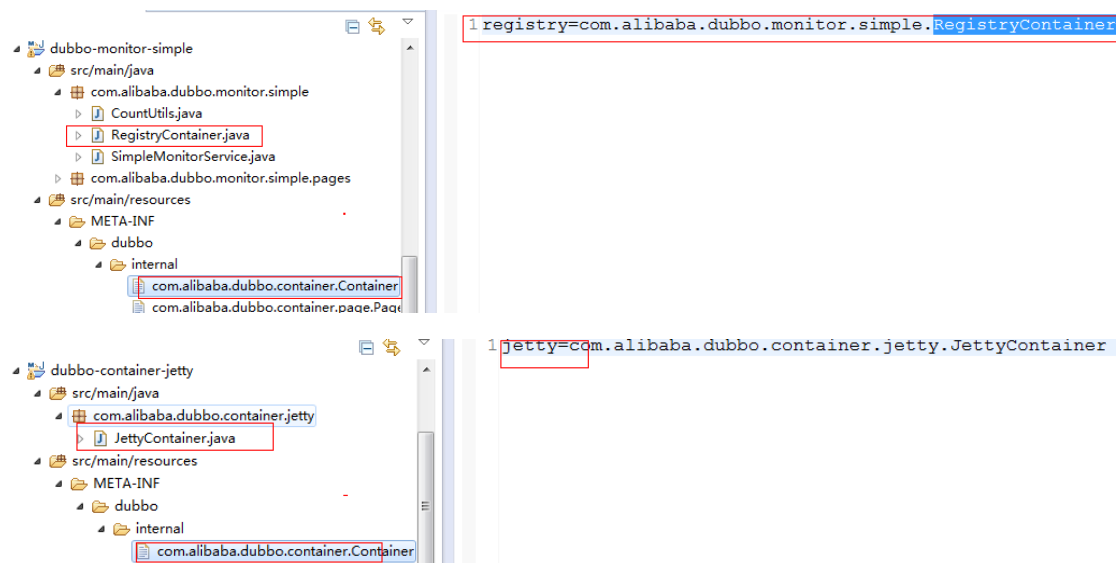 1 registry=com.alibaba.dubbo.monitor.simple.RegistryContainer
dubbo-monitor-simple
src/main/java
com.alibaba.dubbo.monitor.simple
CountUtils.java
RegistryContainer.java
SimpleMonitorService.java
com.alibaba.dubbo.monitor.simple.pages
src/main/resources
META-INF
dubbo
internal
com.alibaba.dubbo.container.Container
com.alibaba.dubbo.container.page.Page
1 jetty=com.alibaba.dubbo.container.jetty.JettyContainer
dubbo-container-jetty
src/main/java
com.alibaba.dubbo.container.jetty
JettyContainer.java
src/main/resources
META-INF
dubbo
internal
com.alibaba.dubbo.container.Container